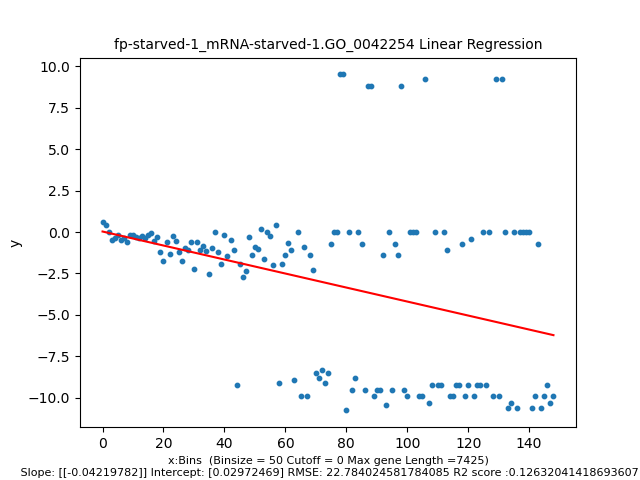 fp-starved-1_mRNA-starved-1.GO_0042254 Linear Regression
10.0
7.5
5.0
2.5
0.0
−2.5
−5.0
−7.5
−10.0
y
0 20 40 60 80 100 120 140
x:Bins (Binsize = 50 Cutoff = 0 Max gene Length =7425)
Slope: [[-0.04219782]] Intercept: [0.02972469] RMSE: 22.784024581784085 R2 score :0.12632041418693607